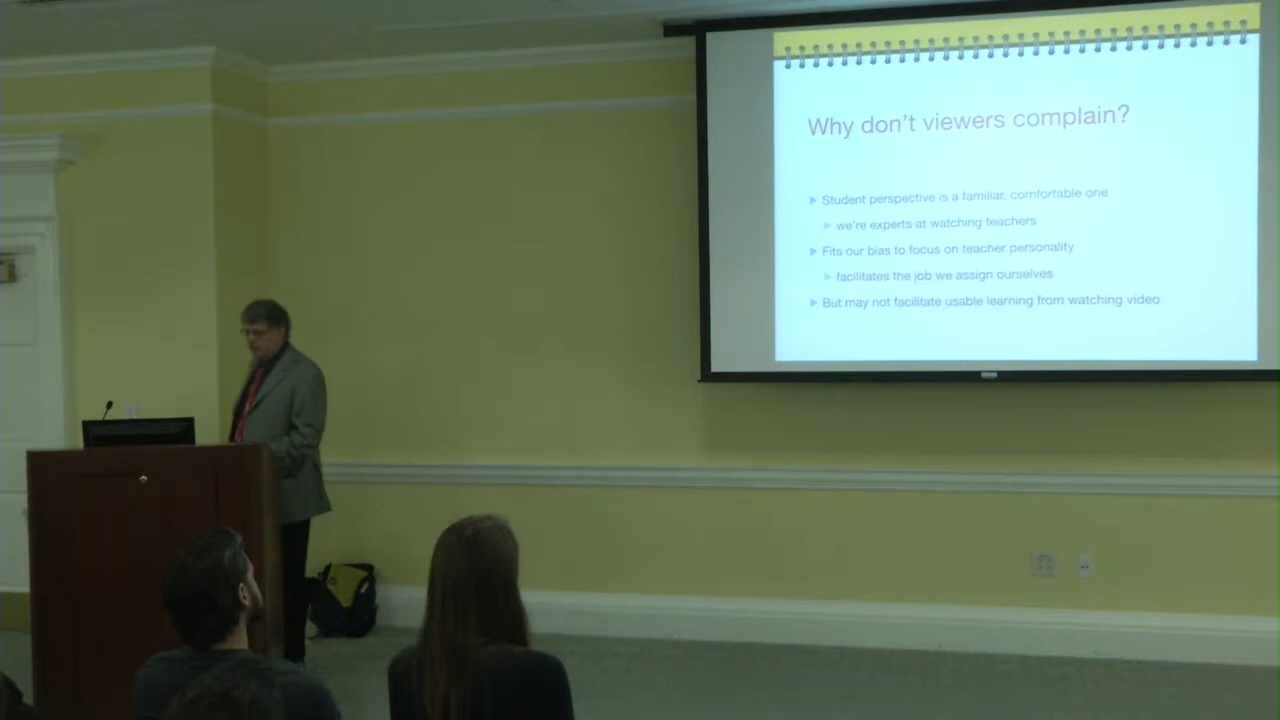 Why don't viewers complain?
Student perspective is a familiar, comfortable one
we're experts at watching teachers
Fits our bias to focus on teacher personality
facilitates the job we assign ourselves
But may not facilitate usable learning from watching video